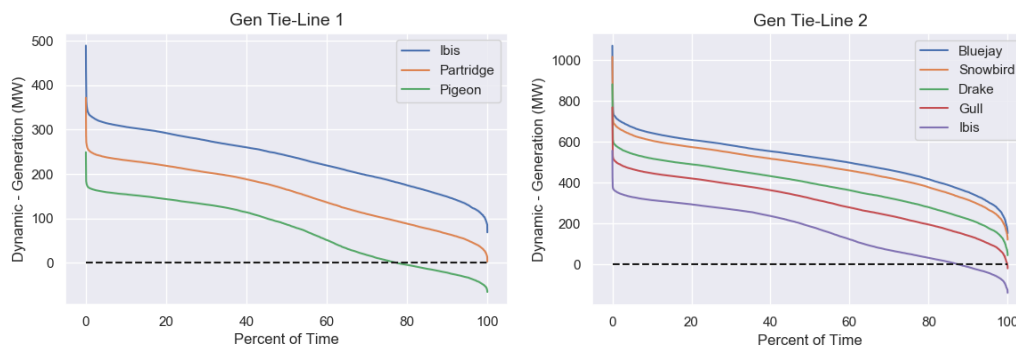 Gen Tie-Line 1
Dynamic - Generation (MW)
500
400
300
200
100
0
0 20 40 60 80 100
Percent of Time
Ibis
Partridge
Pigeon
Gen Tie-Line 2
Dynamic - Generation (MW)
1000
800
600
400
200
0
0 20 40 60 80 100
Percent of Time
Bluejay
Snowbird
Drake
Gull
Ibis